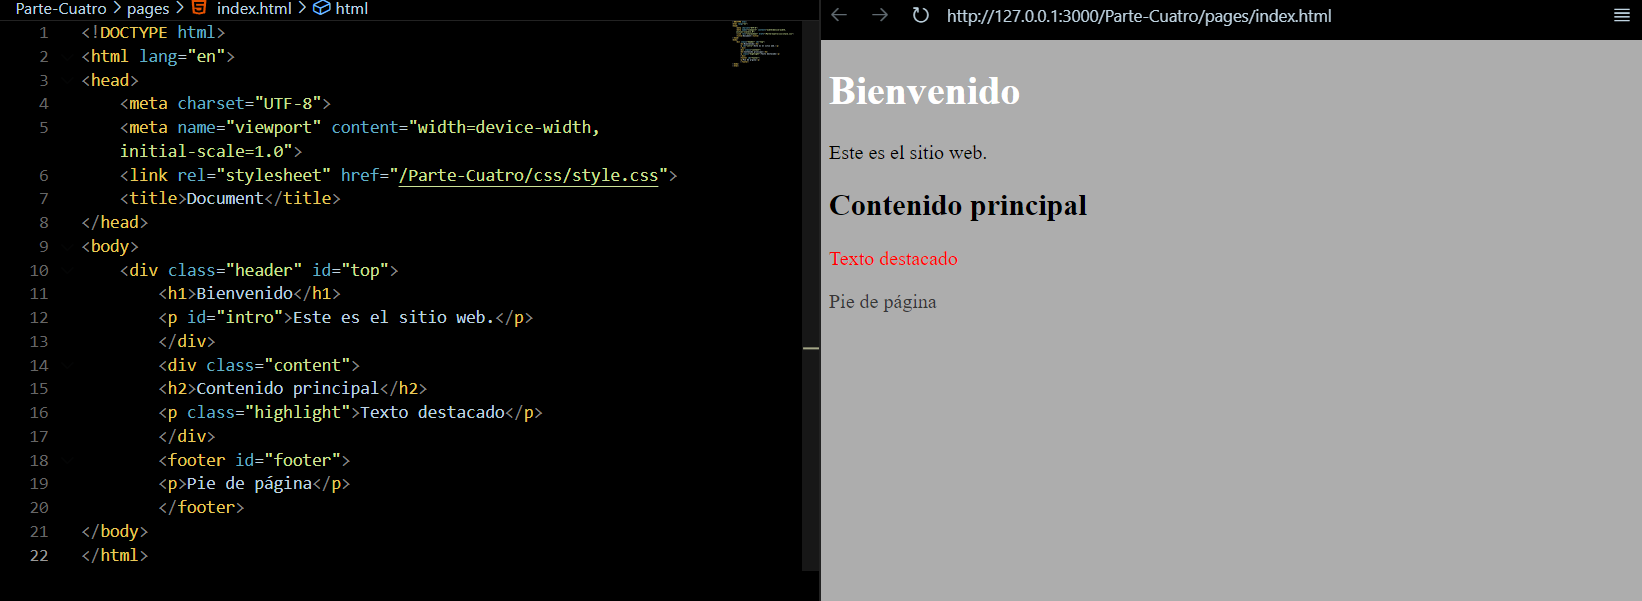 Parte-Cuatro > pages > index.html > html
1 <!DOCTYPE html>
2 <html lang="en">
3 <head>
4 <meta charset="UTF-8">
5 <meta name="viewport" content="width=device-width,
initial-scale=1.0">
6 <link rel="stylesheet" href="/Parte-Cuatro/css/style.css">
7 <title>Document</title>
8 </head>
9 <body>
10 <div class="header" id="top">
11 <h1>Bienvenido</h1>
12 <p id="intro">Este es el sitio web.</p>
13 </div>
14 <div class="content">
15 <h2>Contenido principal</h2>
16 <p class="highlight">Texto destacado</p>
17 </div>
18 <footer id="footer">
19 <p>Pie de página</p>
20 </footer>
21 </body>
22 </html>
http://127.0.0.1:3000/Parte-Cuatro/pages/index.html
Bienvenido
Este es el sitio web.
Contenido principal
Texto destacado
Pie de página